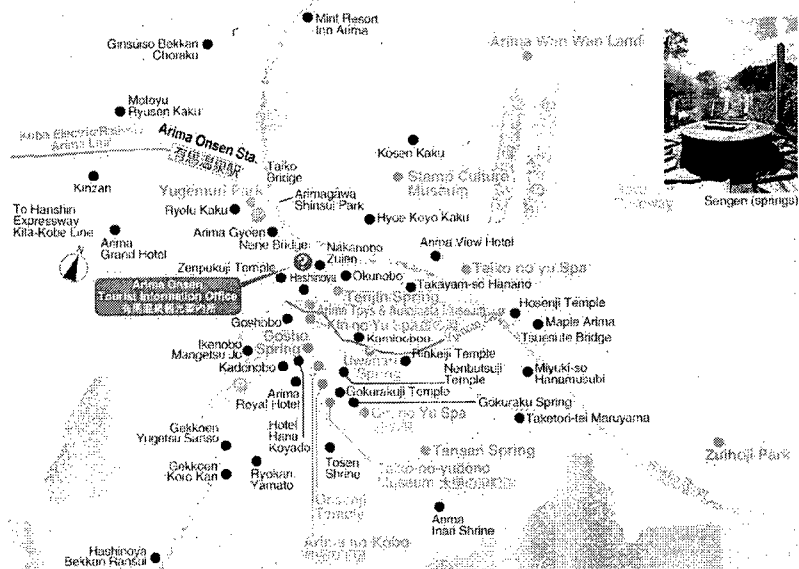 Mint Resort
Inn Arima
Ginsuiso Bekkan
Choraku
Arima Wan Wan Land
Motoyu
Ryusen Kaku
Kobe Electric Railway
Arima Line
Arima Onsen Sta.
Kosen Kaku
Taiko
Bridge
Stamp Culture
Museum
Kinzan
Yugemuri Park
Arimagawa
Shinsui Park
Sengen (springs)
To Hanshin
Expressway
Kita-Kobe Line
Ryofu Kaku
Hyoe Koyo Kaku
Arima
Grand Hotel
Arima Gyoen
Nene Bridge
Nakanobo
Zuien
Arima View Hotel
N
Zenpukuji Temple
Hashinoya
Okunobo
Taiko no yu Spa
Arima Onsen
Tourist Information Office
Takayam-so Hanano
Tenjin Spring
Hosenji Temple
Arima Toys & Automata Museum
Kin no Yu Spa
Maple Arima
Goshobo
Kamiooboo
Tsuesute Bridge
Ikenobo
Mangetsu Jo
Gosho
Spring
Rinkeiji Temple
Uwanari
Spring
Nenbutsuji
Temple
Miyuki-so
Hanamusubi
Kadonobo
Arima
Royal Hotel
Gokurakuji Temple
Gokuraku Spring
Gin no Yu Spa
Taketori-tei Maruyama
Hotel
Hana
Koyado
Gekkoen
Yugetsu Sanso
Tosen
Shrine
Tansan Spring
Zuihoji Park
Gekkoen
Koro Kan
Ryokan
Yamato
Taiko-no-yudono
Museum
Onsenji
Temple
Arima
Inari Shrine
Arima no Kobo
Hashinoya
Bekkan Ransui